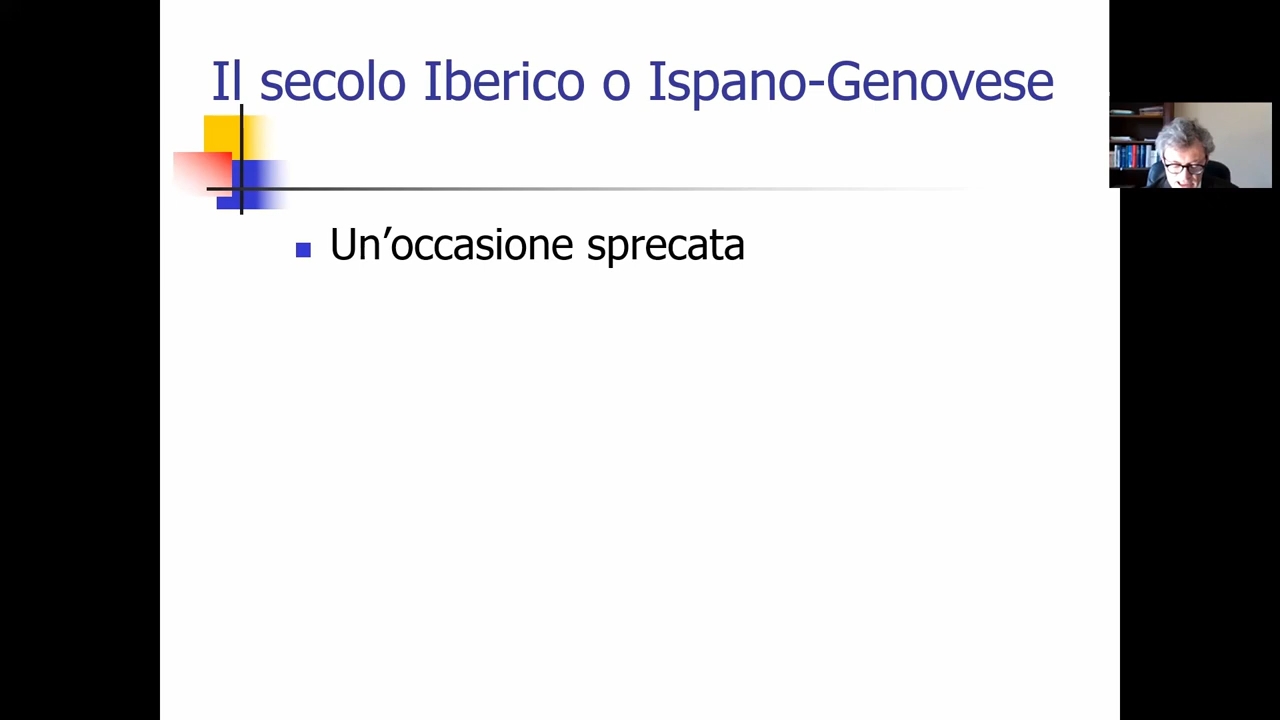 Il secolo Iberico o Ispano-Genovese
Un’occasione sprecata